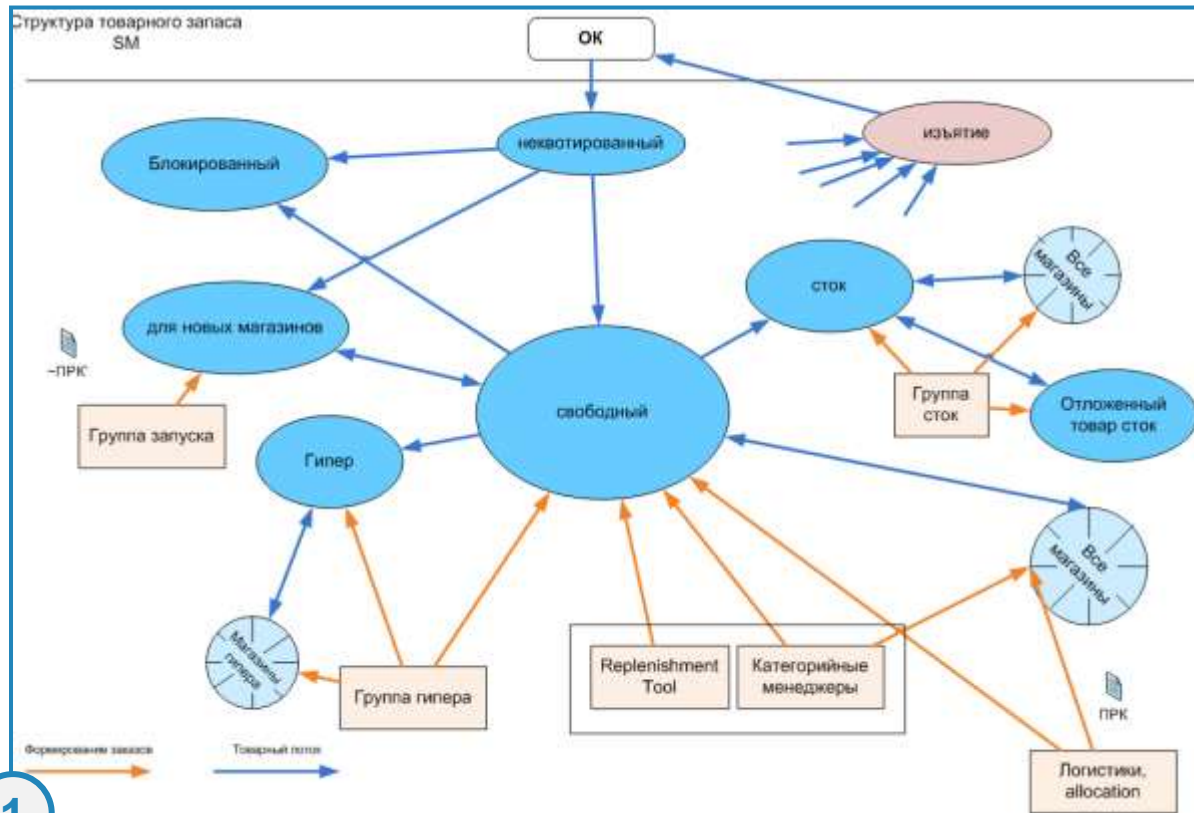 Структура товарного запаса
SM
ОК
неквотированный
изъятие
Блокированный
Все
магазины
сток
для новых магазинов
~ПРК'
Группа запуска
свободный
Группа
сток
Отложенный
товар сток
Гипер
Все
магазины
Магазины
гипера
Группа гипера
Replenishment
Tool
Категорийные
менеджеры
ПРК
Формирование заказов
Товарный поток
Логистики,
allocation
1